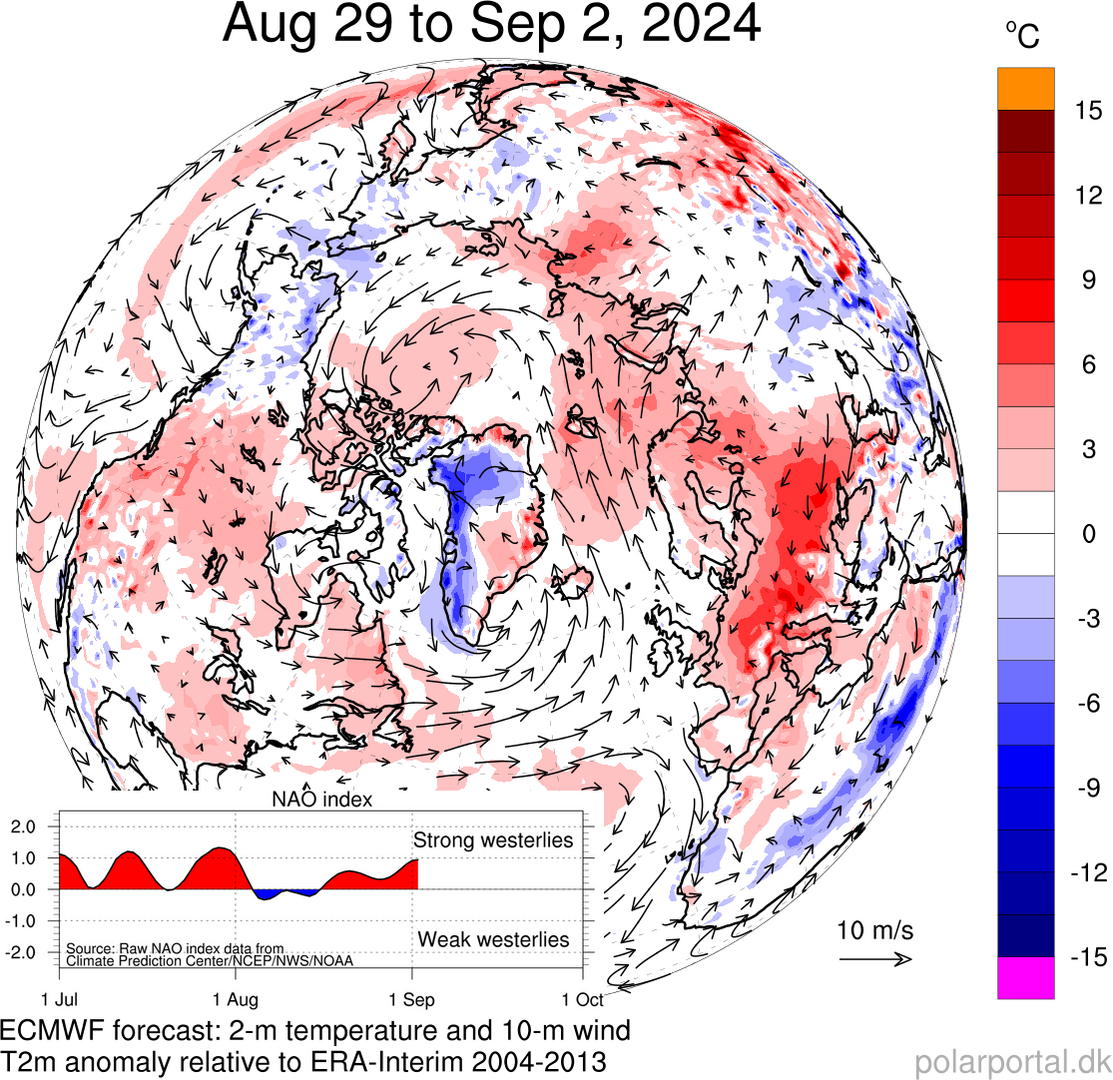 Aug 29 to Sep 2, 2024
°C
15
12
9
6
3
0
-3
-6
-9
-12
-15
NAO index
2.0
1.0
0.0
-1.0
-2.0
Strong westerlies
Weak westerlies
Source: Raw NAO index data from
Climate Prediction Center/NCEP/NWS/NOAA
1 Jul
1 Aug
1 Sep
1 Oct
10 m/s
ECMWF forecast: 2-m temperature and 10-m wind
T2m anomaly relative to ERA-Interim 2004-2013
polarportal.dk